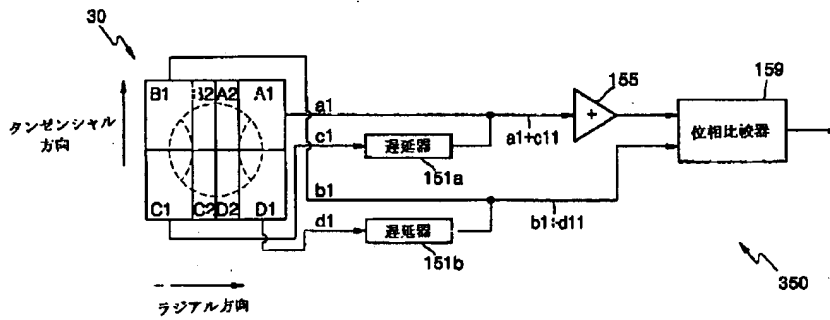 30
タンゼンシャル
方向
B1 B2 A2 A1
C1 C2 D2 D1
ラジアル方向
a1
c1
遅延器
151a
b1
d1
遅延器
151b
a1+c11
b1+d11
155
+
159
位相比較器
350